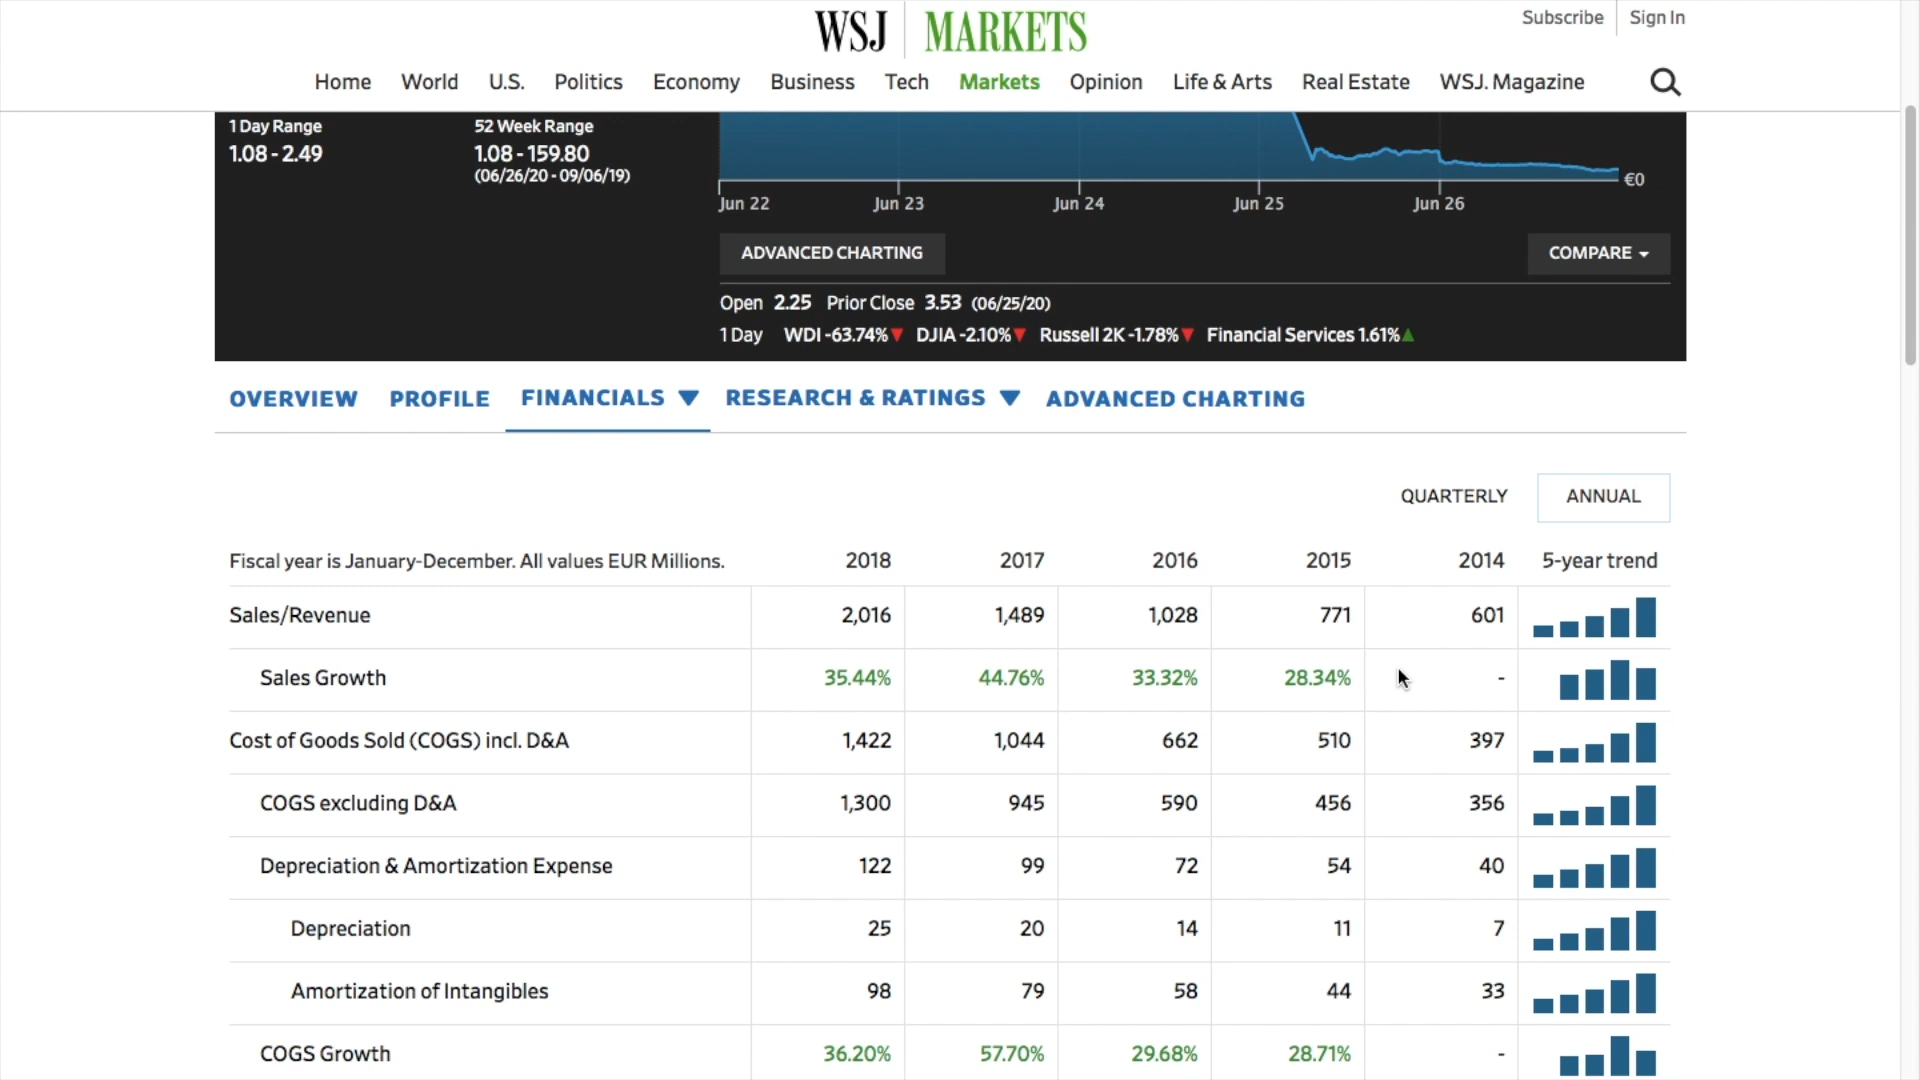 WSJ MARKETS
Subscribe Sign In
Home World U.S. Politics Economy Business Tech Markets Opinion Life & Arts Real Estate WSJ. Magazine
1 Day Range 52 Week Range
1.08 - 2.49 1.08 - 159.80
(06/26/20 - 09/06/19)
€0
Jun 22 Jun 23 Jun 24 Jun 25 Jun 26
ADVANCED CHARTING COMPARE
Open 2.25 Prior Close 3.53 (06/25/20)
1 Day WDI -63.74% DJIA -2.10% Russell 2K -1.78% Financial Services 1.61%
OVERVIEW PROFILE FINANCIALS RESEARCH & RATINGS ADVANCED CHARTING
QUARTERLY ANNUAL
Fiscal year is January-December. All values EUR Millions. 2018 2017 2016 2015 2014 5-year trend
Sales/Revenue 2,016 1,489 1,028 771 601
Sales Growth 35.44% 44.76% 33.32% 28.34% -
Cost of Goods Sold (COGS) incl. D&A 1,422 1,044 662 510 397
COGS excluding D&A 1,300 945 590 456 356
Depreciation & Amortization Expense 122 99 72 54 40
Depreciation 25 20 14 11 7
Amortization of Intangibles 98 79 58 44 33
COGS Growth 36.20% 57.70% 29.68% 28.71% -